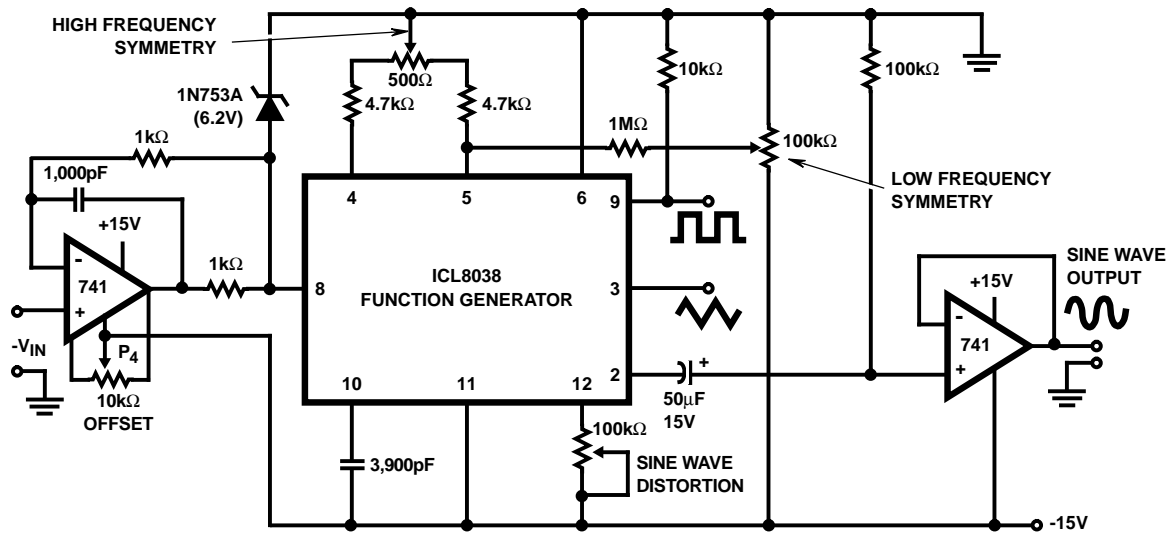 HIGH FREQUENCY
SYMMETRY
500Ω
10kΩ
100kΩ
1N753A
(6.2V)
4.7kΩ
4.7kΩ
1kΩ
1MΩ
100kΩ
1,000pF
LOW FREQUENCY
SYMMETRY
4
5
6
9
+15V
-
741
+
1kΩ
8
ICL8038
FUNCTION GENERATOR
3
SINE WAVE
OUTPUT
+15V
-
741
+
-VIN
P4
10kΩ
OFFSET
10
11
12
2
+
50μF
15V
100kΩ
3,900pF
SINE WAVE
DISTORTION
-15V